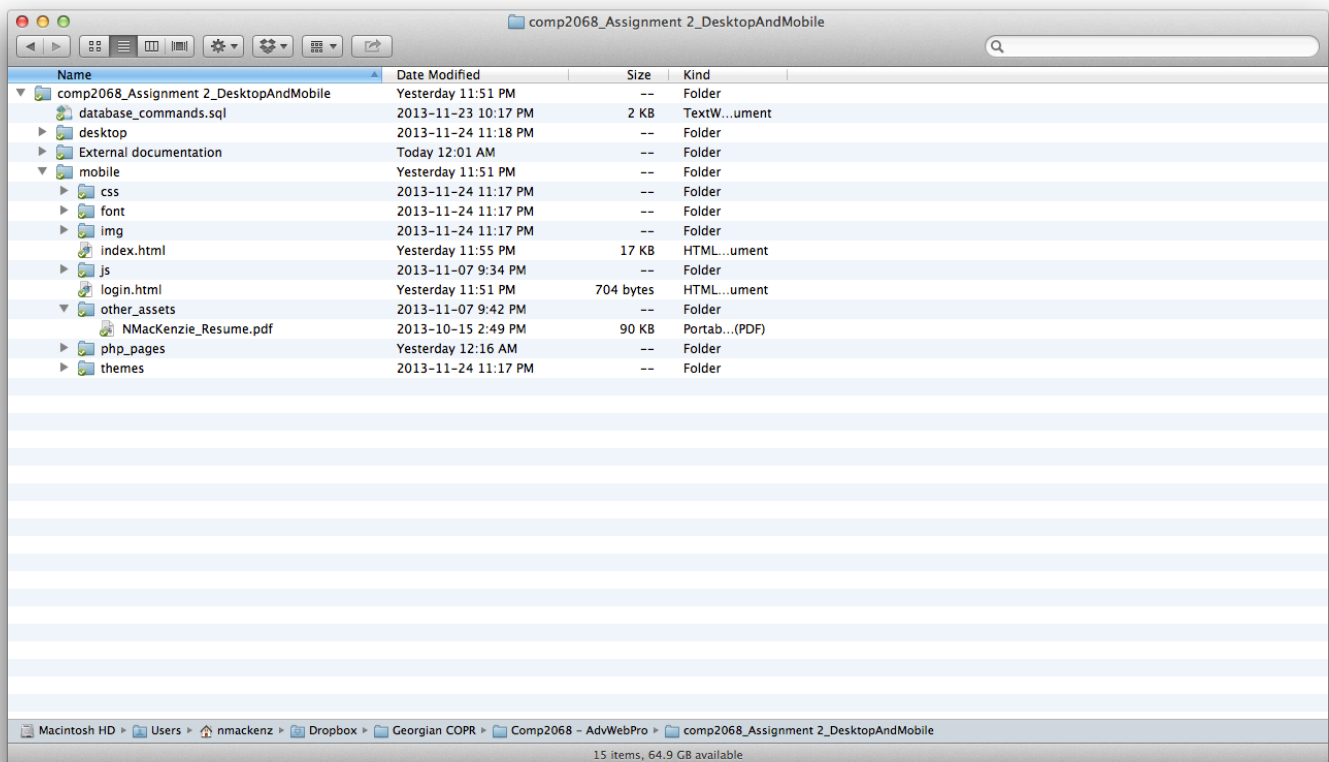 comp2068_Assignment 2_DesktopAndMobile
Name Date Modified Size Kind
comp2068_Assignment 2_DesktopAndMobile Yesterday 11:51 PM -- Folder
database_commands.sql 2013-11-23 10:17 PM 2 KB TextW...ument
desktop 2013-11-24 11:18 PM -- Folder
External documentation Today 12:01 AM -- Folder
mobile Yesterday 11:51 PM -- Folder
css 2013-11-24 11:17 PM -- Folder
font 2013-11-24 11:17 PM -- Folder
img 2013-11-24 11:17 PM -- Folder
index.html Yesterday 11:55 PM 17 KB HTML...ument
js 2013-11-07 9:34 PM -- Folder
login.html Yesterday 11:51 PM 704 bytes HTML...ument
other_assets 2013-11-07 9:42 PM -- Folder
NMacKenzie_Resume.pdf 2013-10-15 2:49 PM 90 KB Portab...(PDF)
php_pages Yesterday 12:16 AM -- Folder
themes 2013-11-24 11:17 PM -- Folder
Macintosh HD ▸ Users ▸ nmackenz ▸ Dropbox ▸ Georgian COPR ▸ Comp2068 - AdvWebPro ▸ comp2068_Assignment 2_DesktopAndMobile
15 items, 64.9 GB available